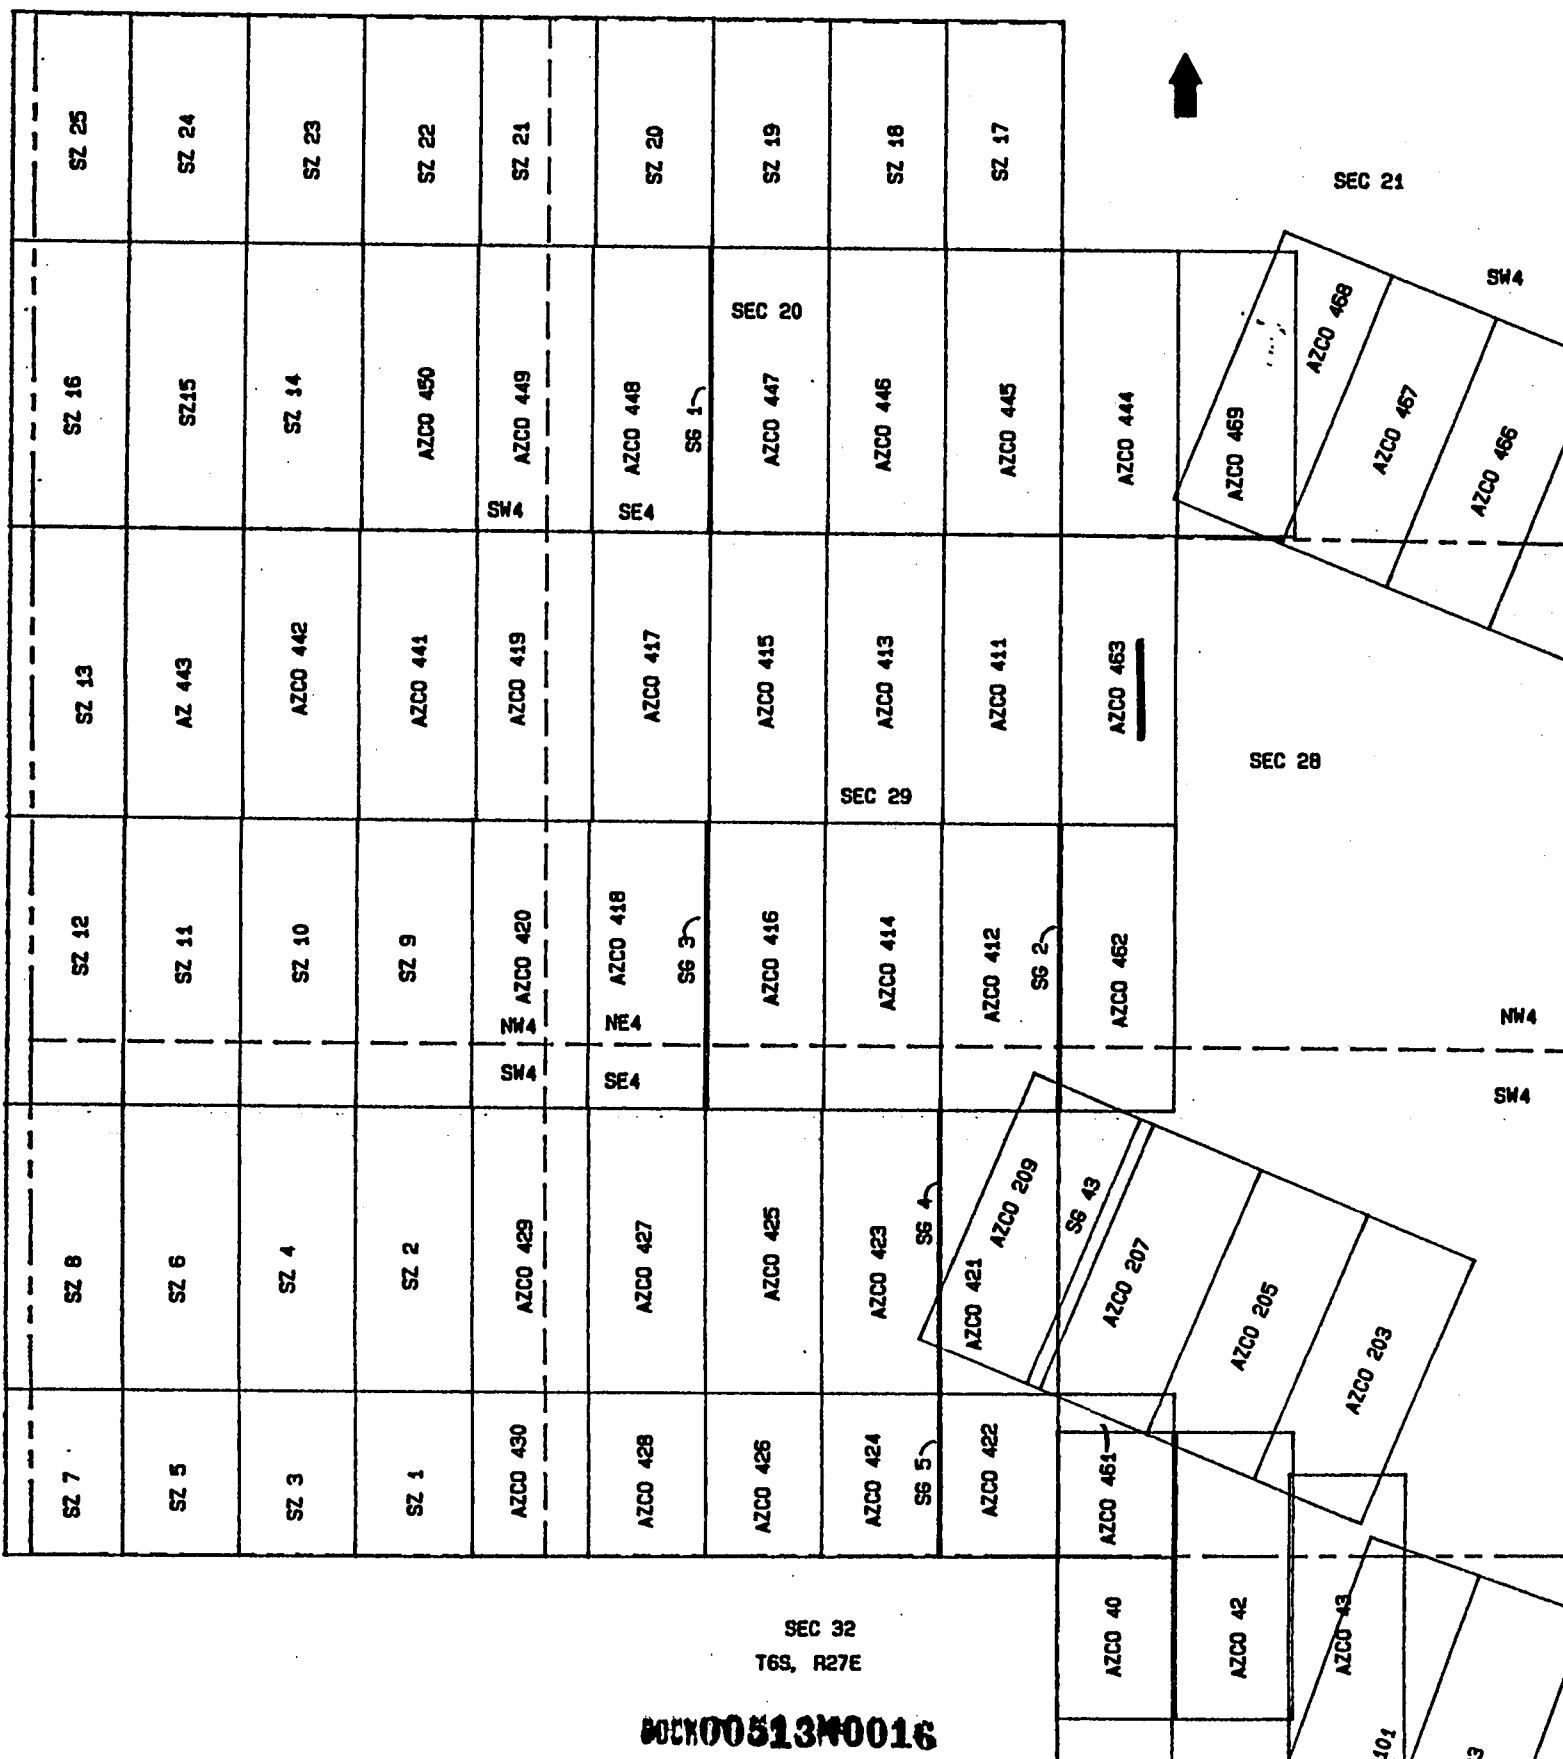 SZ 25
SZ 24
SZ 23
SZ 22
SZ 21
SZ 20
SZ 19
SZ 18
SZ 17
SEC 21
SW4
SEC 20
SZ 16
SZ15
SZ 14
AZCO 450
AZCO 449
AZCO 448
SG 1
AZCO 447
AZCO 446
AZCO 445
AZCO 444
AZCO 469
AZCO 468
AZCO 467
AZCO 466
SW4
SE4
SZ 13
AZ 443
AZCO 442
AZCO 441
AZCO 419
AZCO 417
AZCO 415
AZCO 413
AZCO 411
AZCO 463
SEC 28
SEC 29
SZ 12
SZ 11
SZ 10
SZ 9
AZCO 420
AZCO 418
SG 3
AZCO 416
AZCO 414
AZCO 412
SG 2
AZCO 462
NW4
NE4
NW4
SW4
SE4
SW4
SZ 8
SZ 6
SZ 4
SZ 2
AZCO 429
AZCO 427
AZCO 425
AZCO 423
SG 4
AZCO 421
AZCO 209
SG 43
AZCO 207
AZCO 205
AZCO 203
SZ 7
SZ 5
SZ 3
SZ 1
AZCO 430
AZCO 428
AZCO 426
AZCO 424
SG 5
AZCO 422
AZCO 461
AZCO 40
AZCO 42
AZCO 43
101
3
SEC 32
T6S, R27E